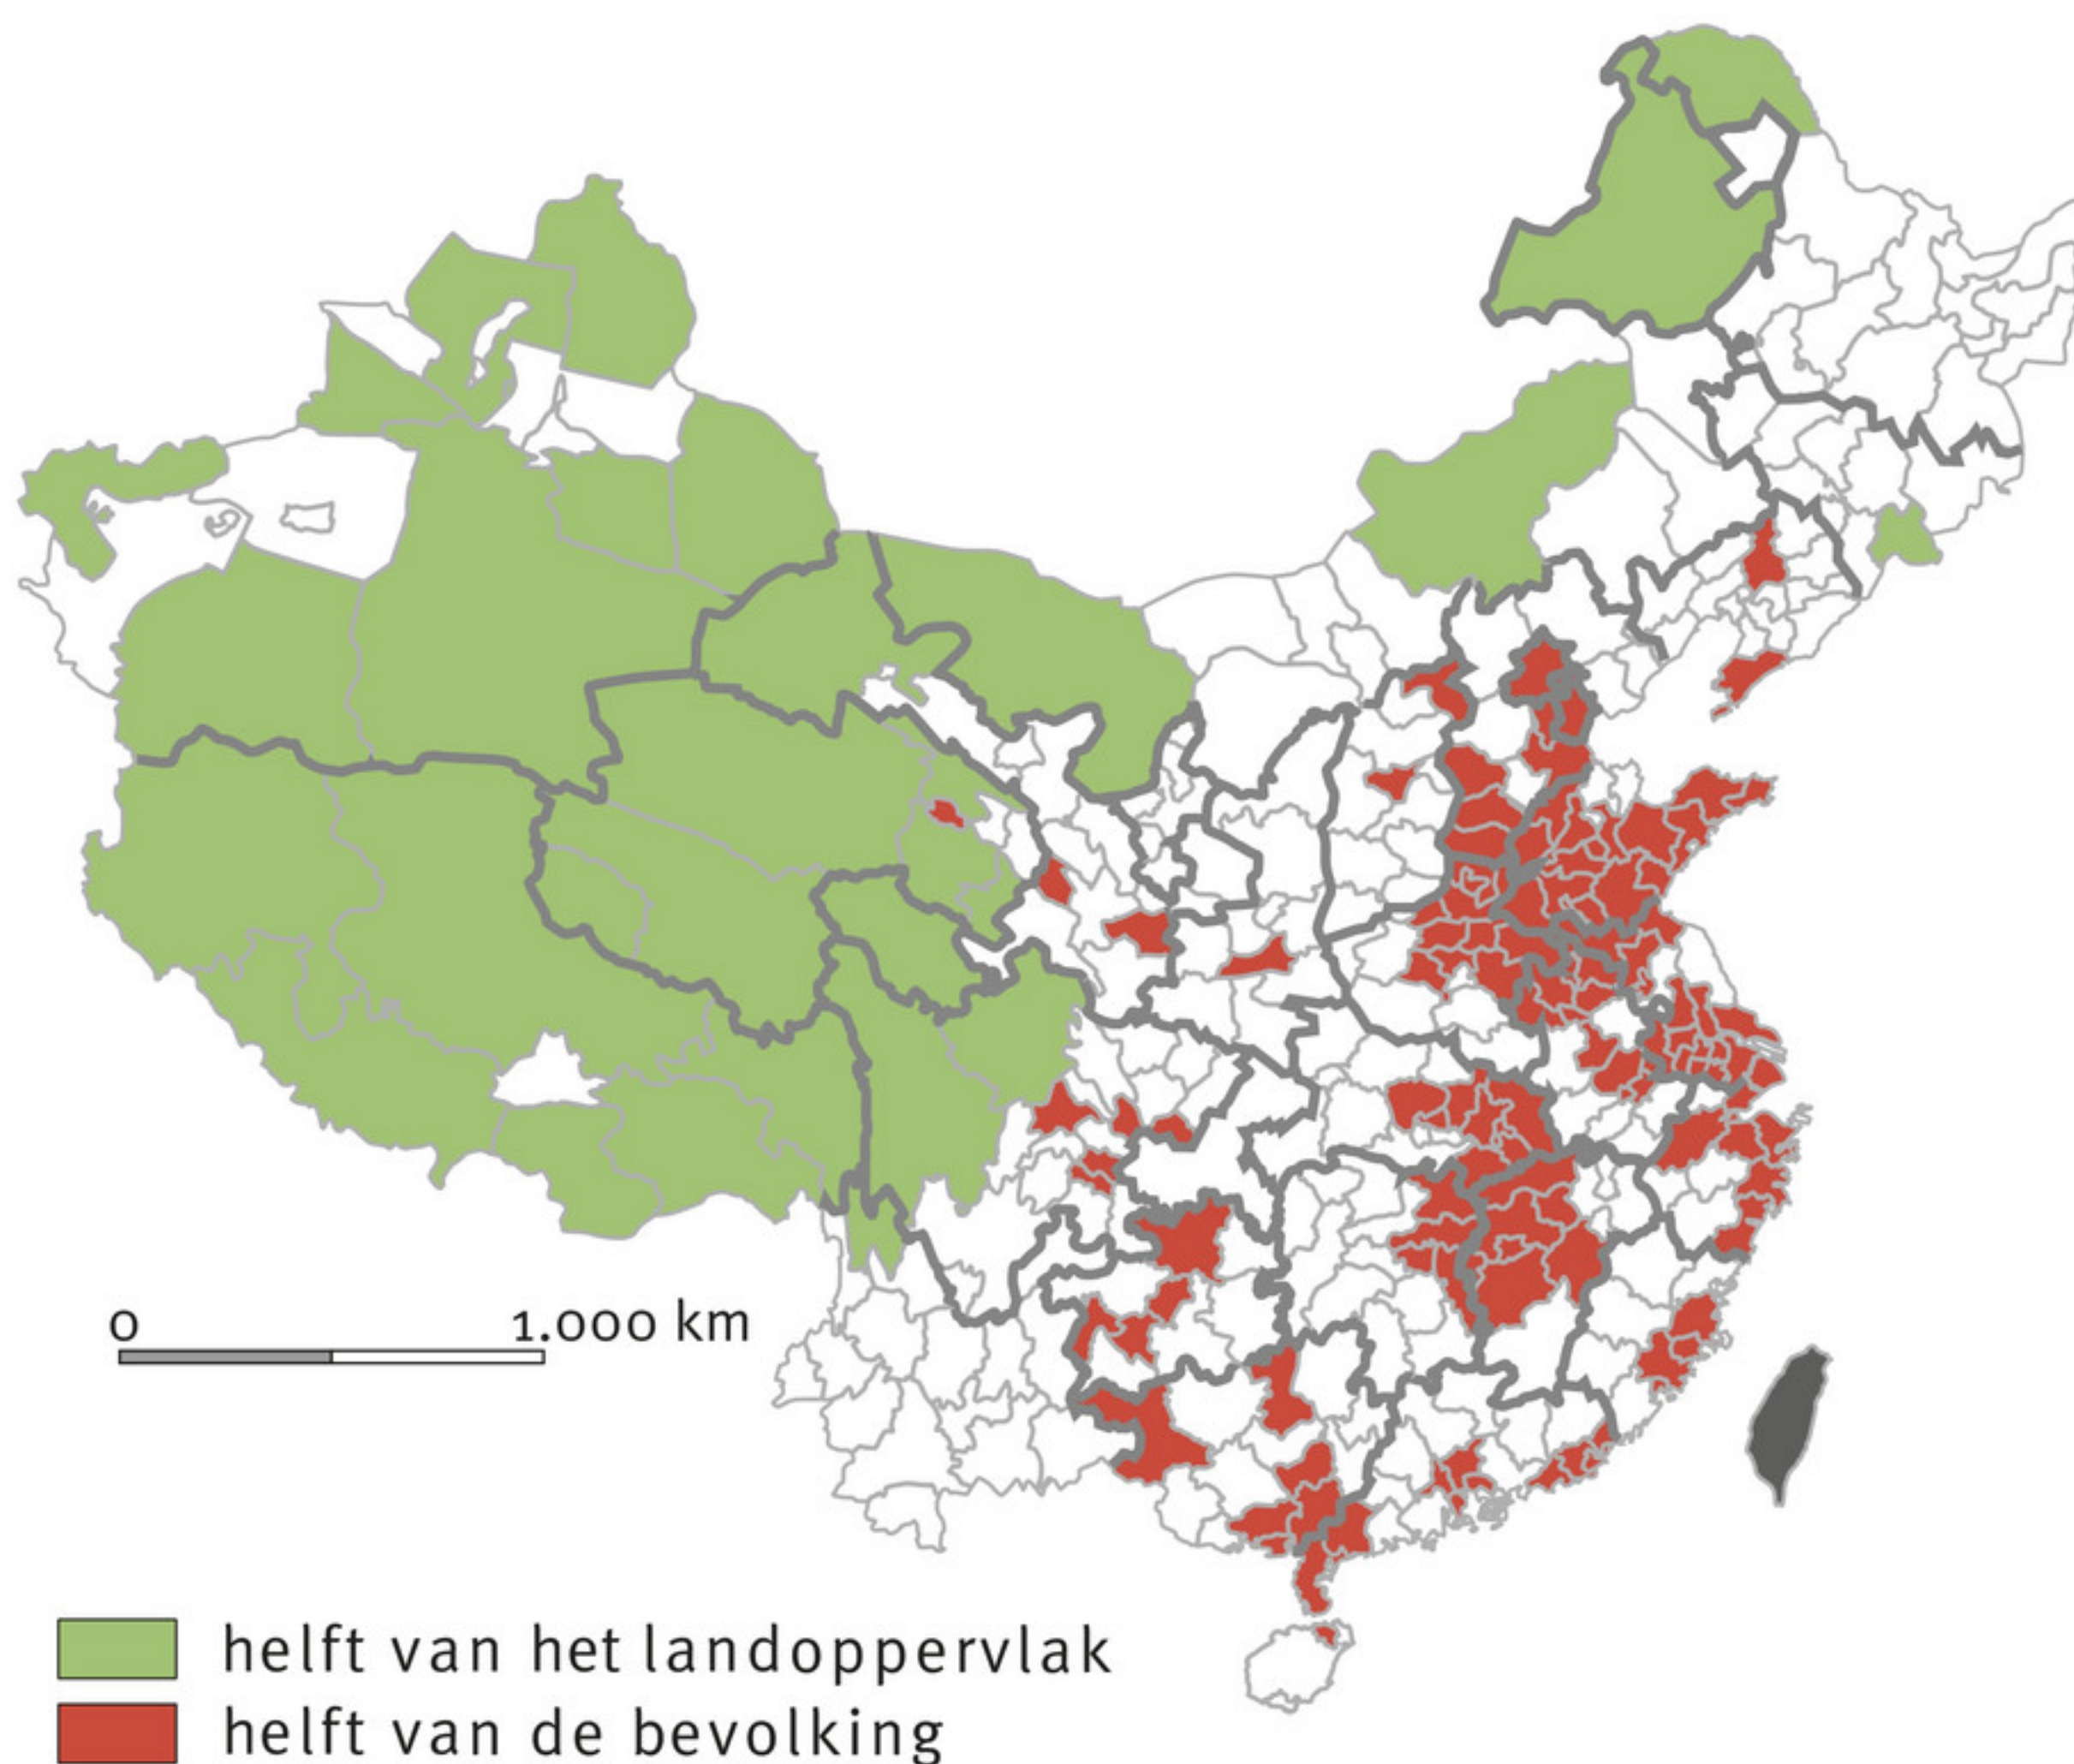 0 1.000 km
helft van het landoppervlak
helft van de bevolking